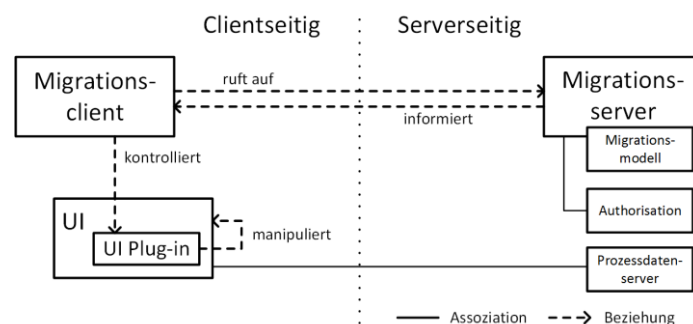 Clientseitig
Serverseitig
Migrations-
client
ruft auf
informiert
Migrations-
server
Migrations-
modell
kontrolliert
Authorisation
UI
UI Plug-in
manipuliert
Prozessdaten-
server
Assoziation
Beziehung